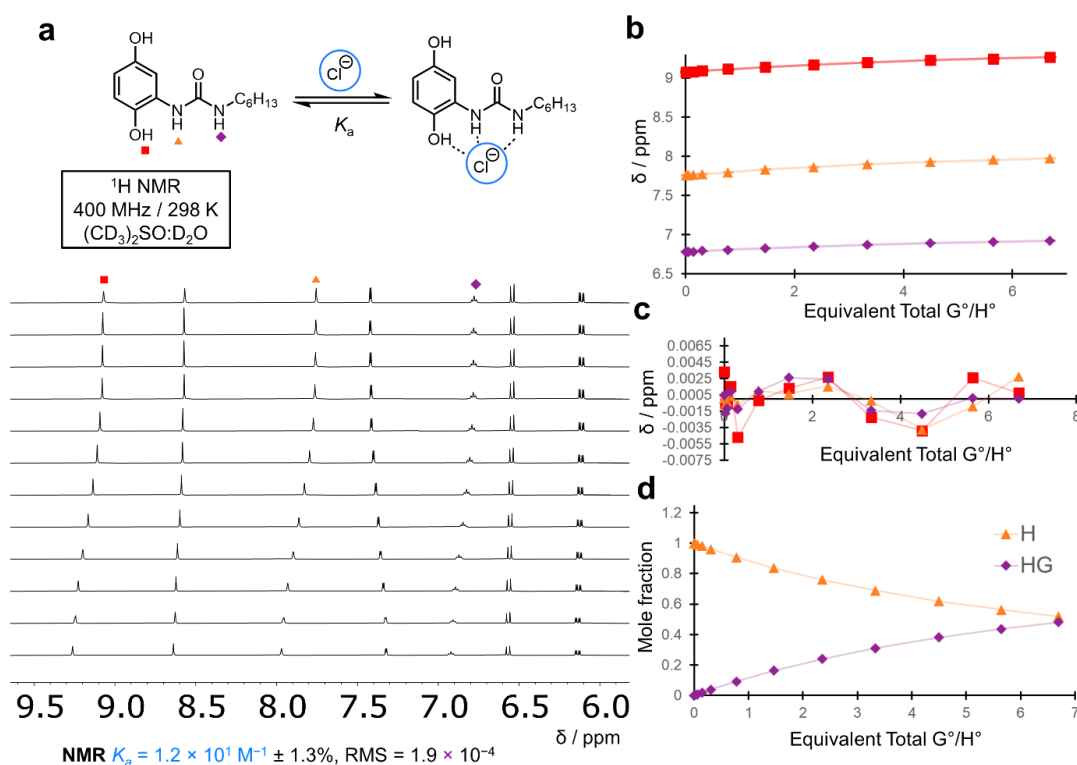 a
OH
OH
O
N
H
N
H
C₆H₁₣
Cl⊖
Kₐ
OH
OH
O
N
H
N
H
C₆H₁₃
Cl⊖
¹H NMR
400 MHz / 298 K
(CD₃)₂SO:D₂O
9.5 9.0 8.5 8.0 7.5 7.0 6.5 6.0
δ / ppm
NMR Kₐ = 1.2 × 10¹ M⁻¹ ± 1.3%, RMS = 1.9 × 10⁻⁴
b
δ / ppm
9
8.5
8
7.5
7
6.5
0 2 4 6
Equivalent Total G°/H°
c
δ / ppm
0.0065
0.0045
0.0025
0.0005
-0.0015
-0.0035
-0.0055
-0.0075
0 2 4 6 8
Equivalent Total G°/H°
d
Mole fraction
1.2
1
0.8
0.6
0.4
0.2
0
0 1 2 3 4 5 6 7
H
HG
Equivalent Total G°/H°